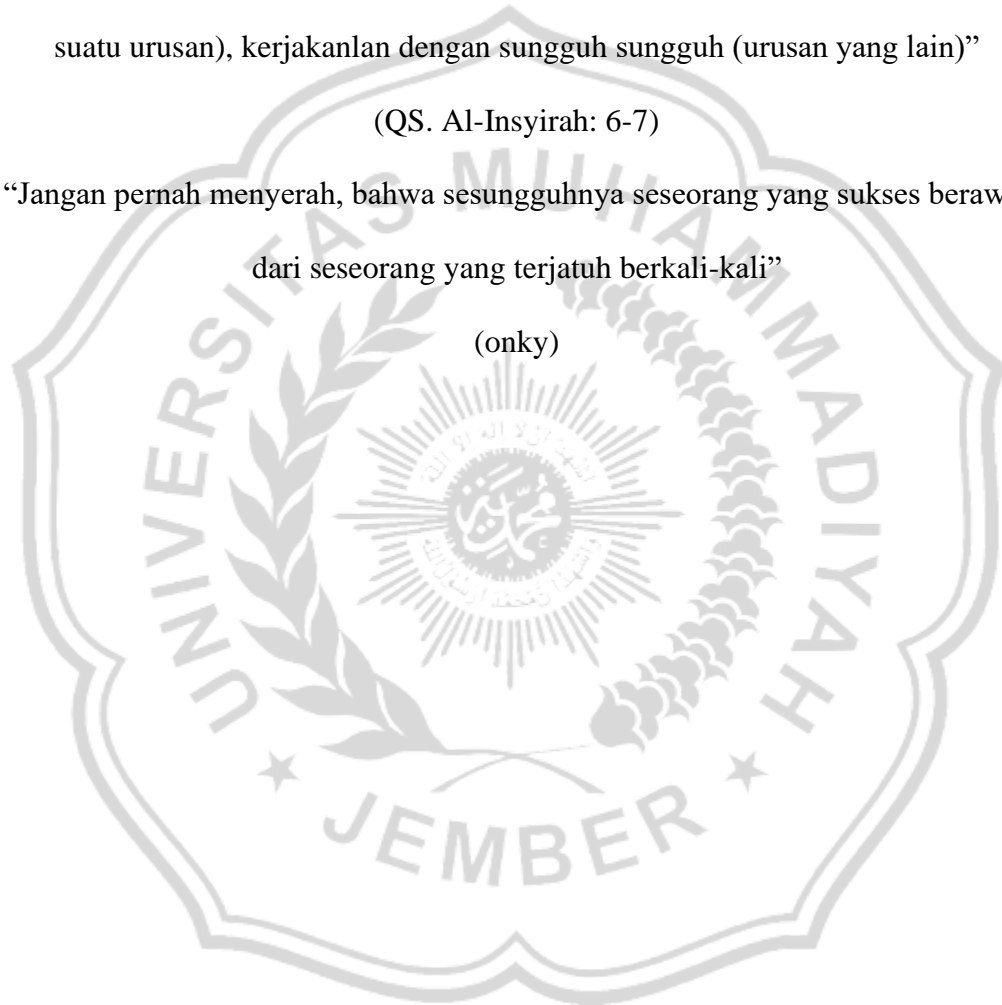 suatu urusan), kerjakanlan dengan sungguh sungguh (urusan yang lain)”
(QS. Al-Insyirah: 6-7)
“Jangan pernah menyerah, bahwa sesungguhnya seseorang yang sukses beraw
dari seseorang yang terjatuh berkali-kali”
(onky)
UNIVERSITAS MUHAMMADIYAH
JEMBER